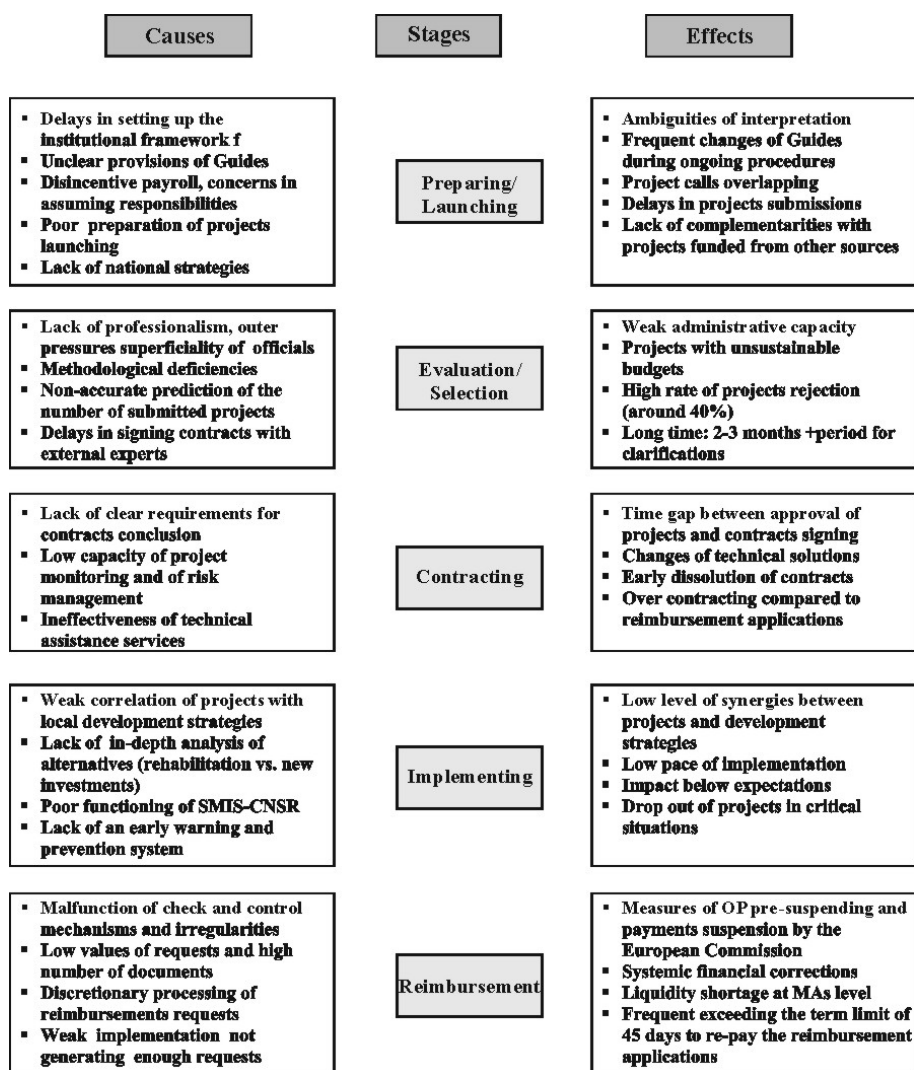 Causes
Stages
Effects
▪ Delays in setting up the
institutional framework f
▪ Unclear provisions of Guides
▪ Disincentive payroll, concerns in
assuming responsibilities
▪ Poor preparation of projects
launching
▪ Lack of national strategies
Preparing/
Launching
▪ Ambiguities of interpretation
▪ Frequent changes of Guides
during ongoing procedures
▪ Project calls overlapping
▪ Delays in projects submissions
▪ Lack of complementarities with
projects funded from other sources
▪ Lack of professionalism, outer
pressures superficiality of officials
▪ Methodological deficiencies
▪ Non-accurate prediction of the
number of submitted projects
▪ Delays in signing contracts with
external experts
Evaluation/
Selection
▪ Weak administrative capacity
▪ Projects with unsustainable
budgets
▪ High rate of projects rejection
(around 40%)
▪ Long time: 2-3 months +period for
clarifications
▪ Lack of clear requirements for
contracts conclusion
▪ Low capacity of project
monitoring and of risk
management
▪ Ineffectiveness of technical
assistance services
Contracting
▪ Time gap between approval of
projects and contracts signing
▪ Changes of technical solutions
▪ Early dissolution of contracts
▪ Over contracting compared to
reimbursement applications
▪ Weak correlation of projects with
local development strategies
▪ Lack of in-depth analysis of
alternatives (rehabilitation vs. new
investments)
▪ Poor functioning of SMIS-CNSR
▪ Lack of an early warning and
prevention system
Implementing
▪ Low level of synergies between
projects and development
strategies
▪ Low pace of implementation
▪ Impact below expectations
▪ Drop out of projects in critical
situations
▪ Malfunction of check and control
mechanisms and irregularities
▪ Low values of requests and high
number of documents
▪ Discretionary processing of
reimbursements requests
▪ Weak implementation not
generating enough requests
Reimbursement
▪ Measures of OP pre-suspending and
payments suspension by the
European Commission
▪ Systemic financial corrections
▪ Liquidity shortage at MAs level
▪ Frequent exceeding the term limit of
45 days to re-pay the reimbursement
applications